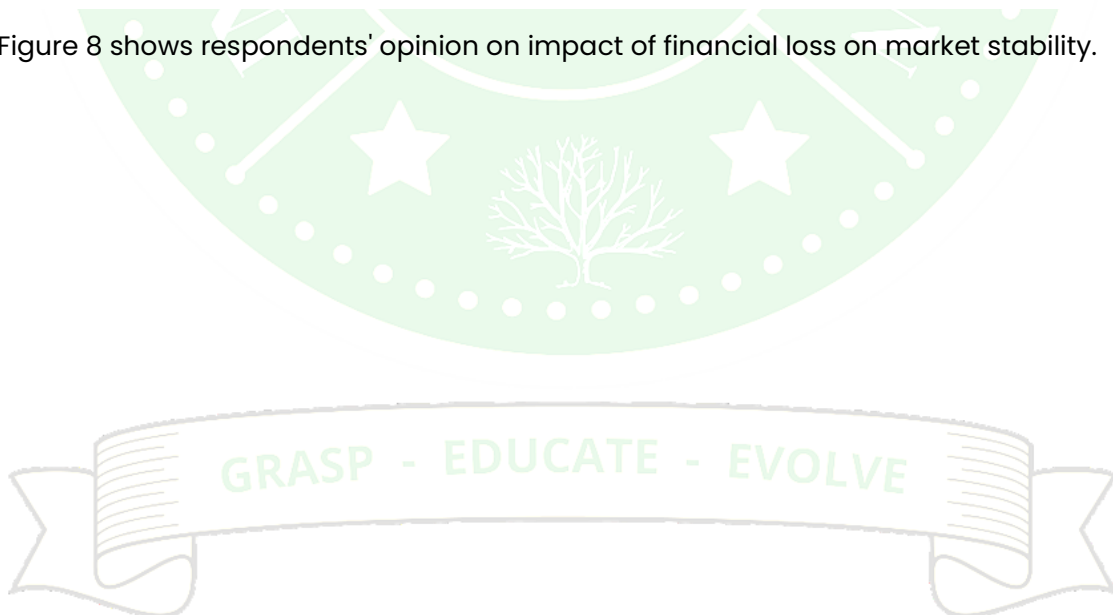 Figure 8 shows respondents' opinion on impact of financial loss on market stability.
GRASP - EDUCATE - EVOLVE